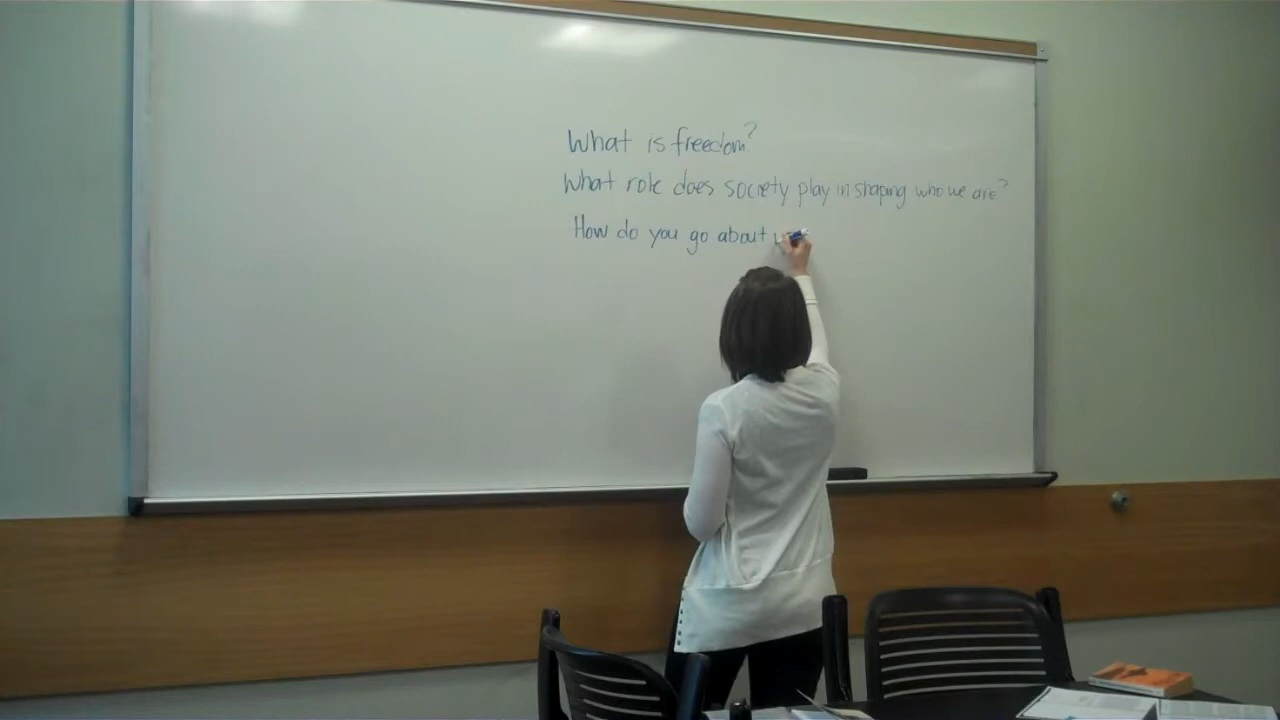 What is freedom?
What role does society play in shaping who we are?
How do you go about